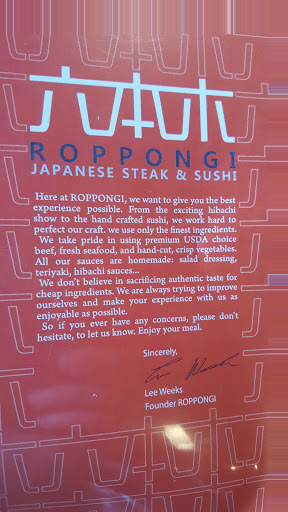 六本木
ROPPONGI
JAPANESE STEAK & SUSHI
Here at ROPPONGI, we want to give you the best
experience possible. From the exciting hibachi
show to the hand crafted sushi, we work hard to
perfect our craft. we use only the finest ingredients.
We take pride in using premium USDA choice
beef, fresh seafood, and hand-cut, crisp vegetables.
All our sauces are homemade: salad dressing,
teriyaki, hibachi sauces...
We don't believe in sacrificing authentic taste for
cheap ingredients. We are always trying to improve
ourselves and make your experience with us as
enjoyable as possible.
So if you ever have any concerns, please don't
hesitate, to let us know. Enjoy your meal.
Sincerely,
Lee Weeks
Founder ROPPONGI